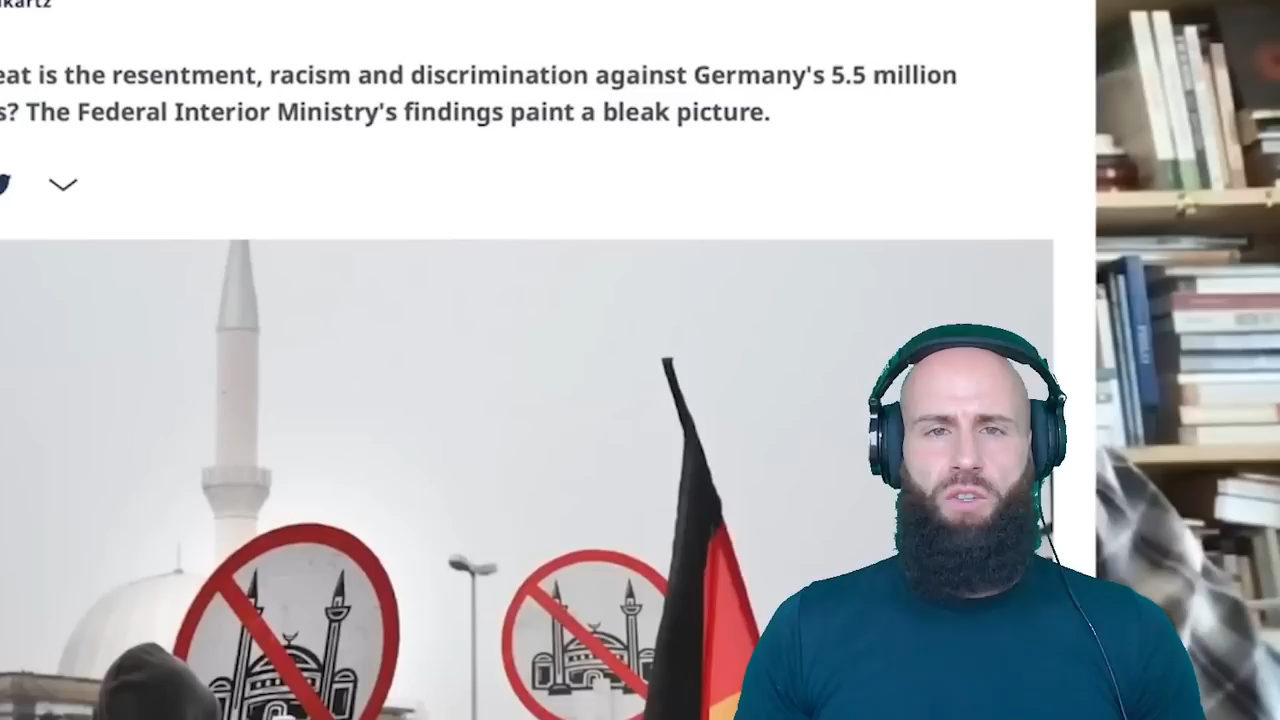 eat is the resentment, racism and discrimination against Germany's 5.5 million
s? The Federal Interior Ministry's findings paint a bleak picture.